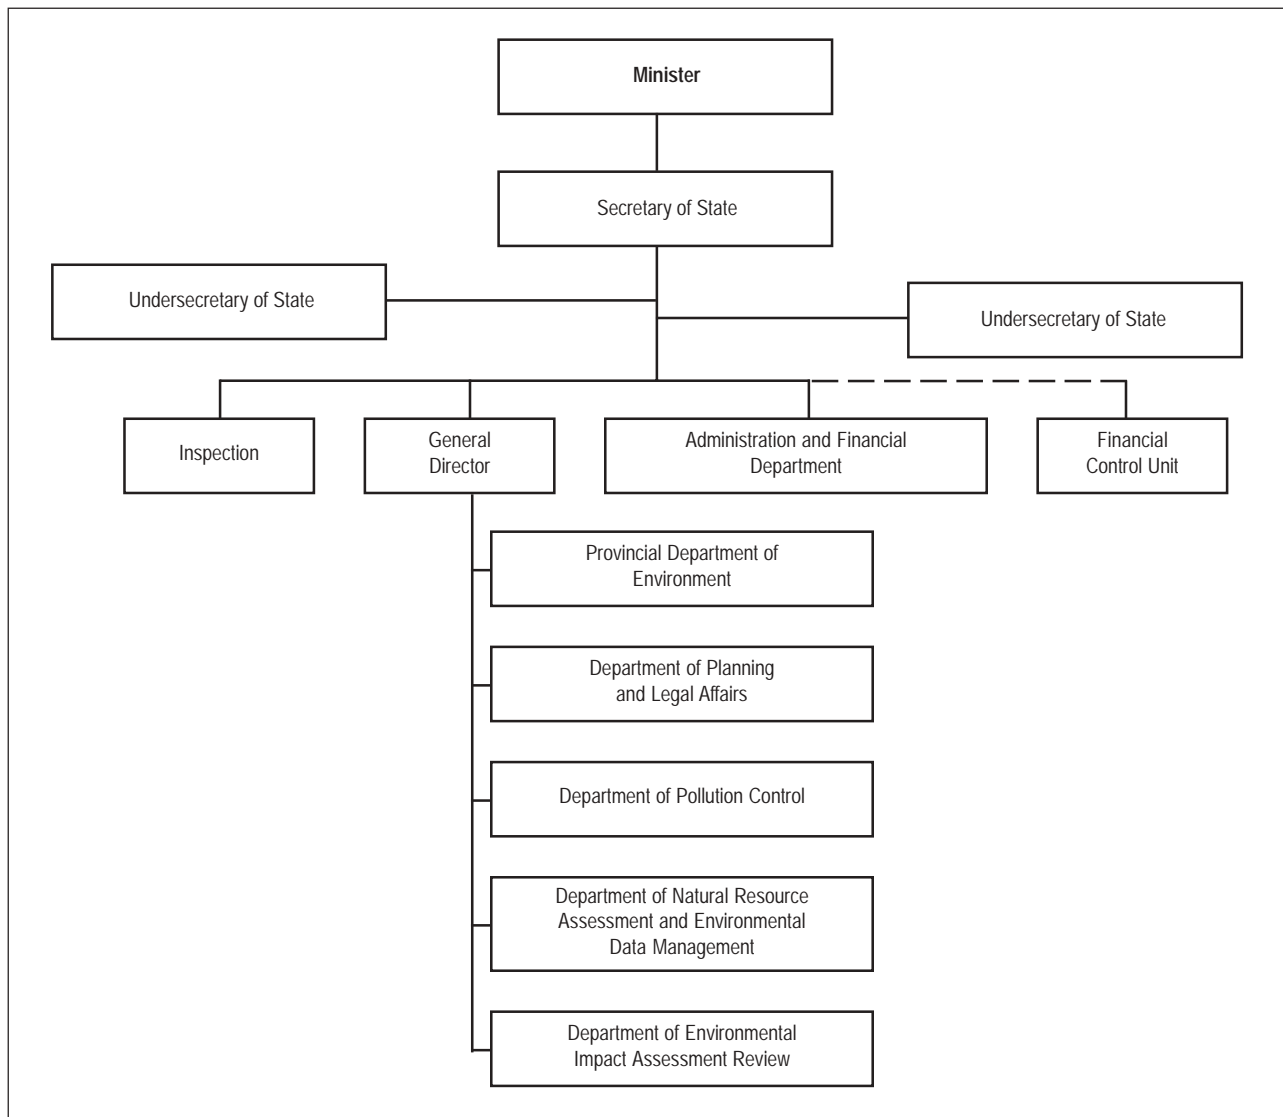 Minister
Secretary of State
Undersecretary of State
Undersecretary of State
Inspection
General
Director
Administration and Financial
Department
Financial
Control Unit
Provincial Department of
Environment
Department of Planning
and Legal Affairs
Department of Pollution Control
Department of Natural Resource
Assessment and Environmental
Data Management
Department of Environmental
Impact Assessment Review